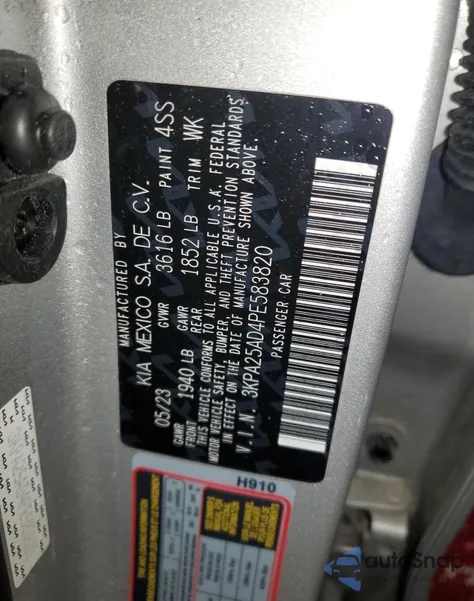 MANUFACTURED BY
KIA MEXICO S.A. DE C.V.
05/23 GVWR 3616 LB PAINT 4SS
GAWR FRONT 1940 LB GAWR REAR 1852 LB TRIM WK
THIS VEHICLE CONFORMS TO ALL APPLICABLE U.S.A. FEDERAL
MOTOR VEHICLE SAFETY, BUMPER, AND THEFT PREVENTION STANDARDS
IN EFFECT ON THE DATE OF MANUFACTURE SHOWN ABOVE.
V.I.N. 3KPA25AD4PE583820
PASSENGER CAR
H910
autoSnap